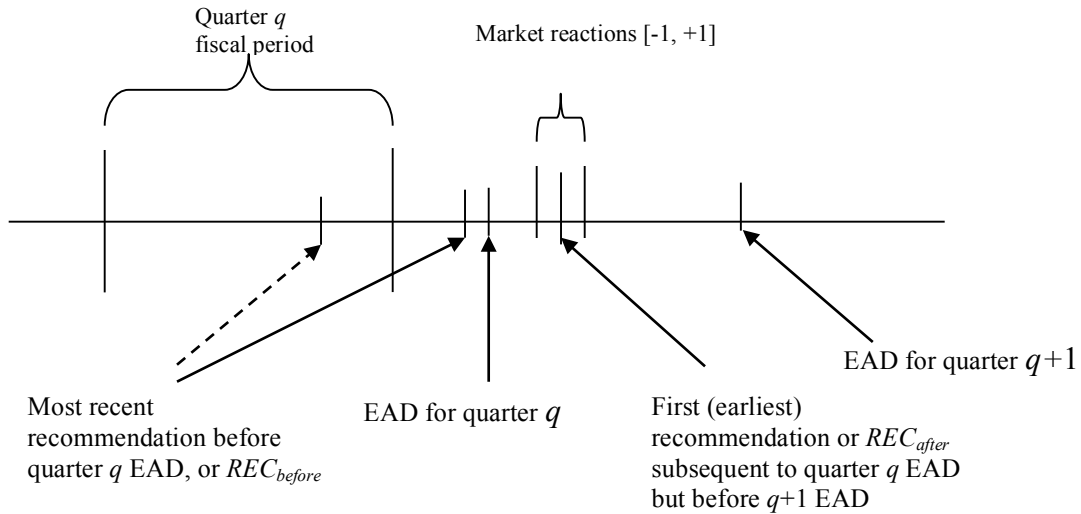 Quarter q
fiscal period
Market reactions [-1, +1]
EAD for quarter q+1
Most recent
recommendation before
quarter q EAD, or REC_before
EAD for quarter q
First (earliest)
recommendation or REC_after
subsequent to quarter q EAD
but before q+1 EAD